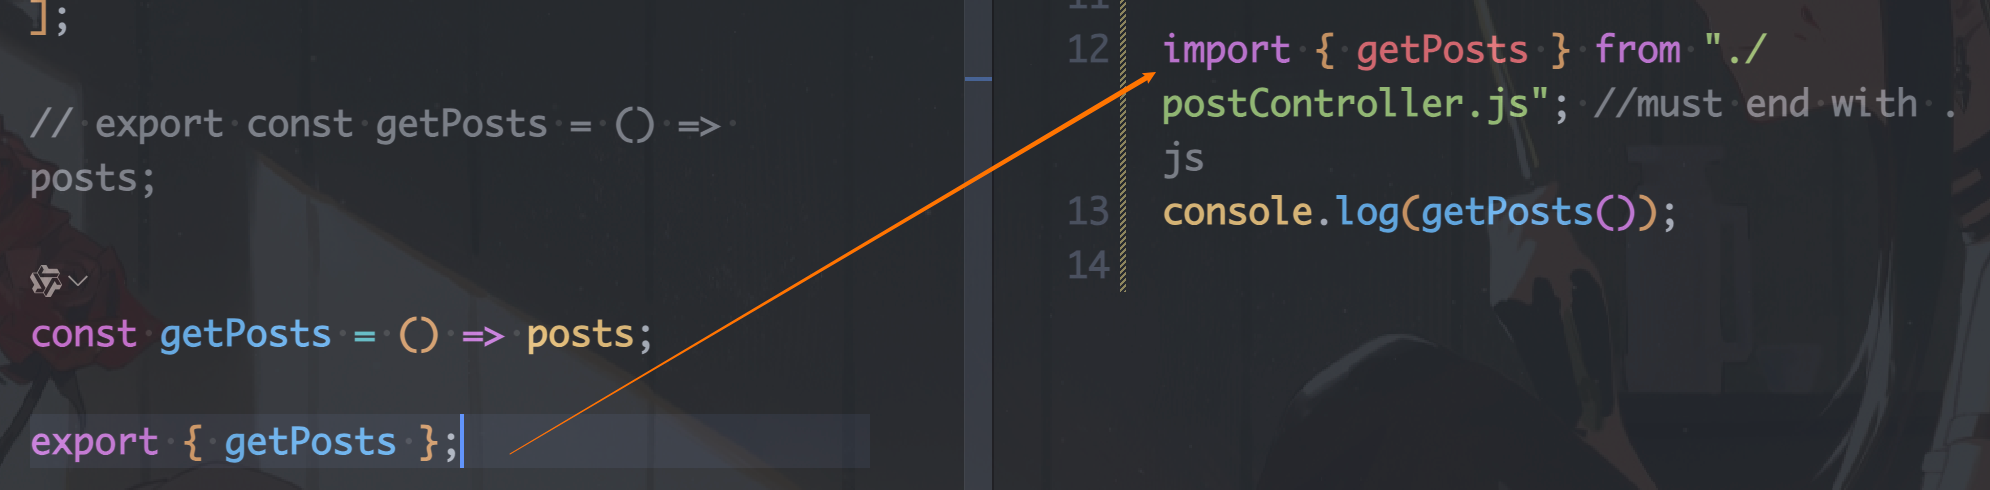 ];
// export const getPosts = () =>
posts;
const getPosts = () => posts;
export { getPosts };
11
12 import { getPosts } from "./
postController.js"; //must end with .
js
13 console.log(getPosts());
14